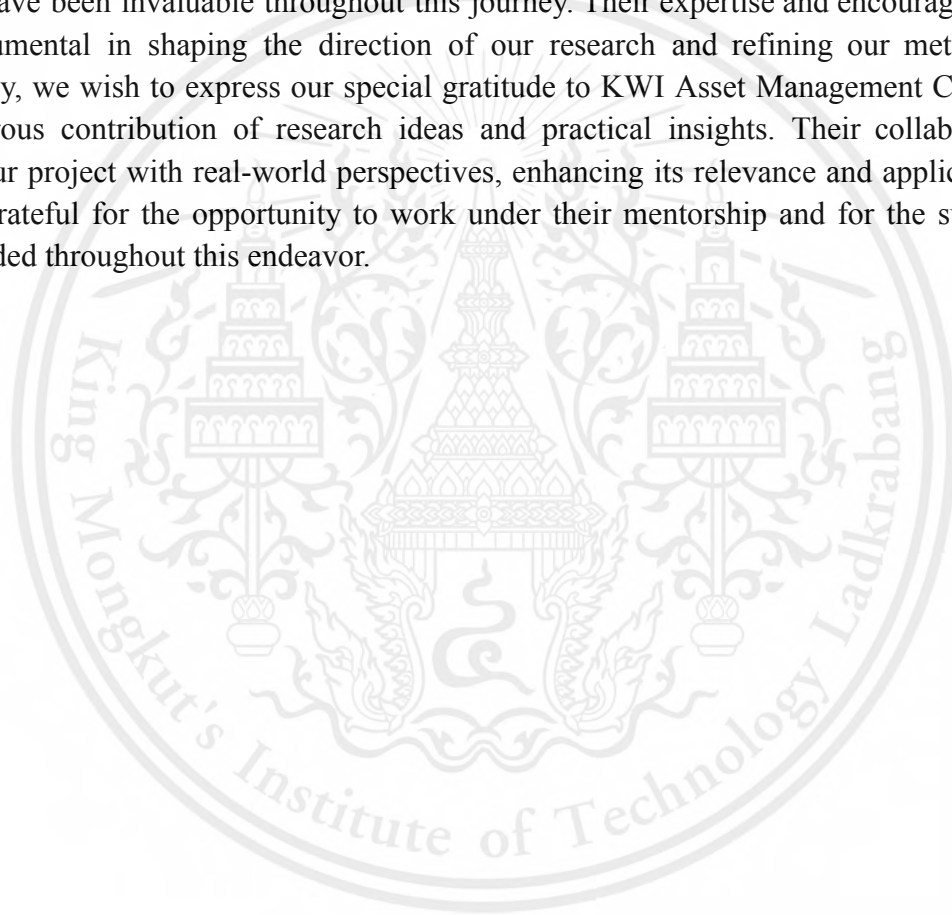 ave been invaluable throughout this journey. Their expertise and encourag
umental in shaping the direction of our research and refining our met
y, we wish to express our special gratitude to KWI Asset Management C
rous contribution of research ideas and practical insights. Their collab
ur project with real-world perspectives, enhancing its relevance and applic
rateful for the opportunity to work under their mentorship and for the s
ded throughout this endeavor.
King Mongkut's Institute of Technology Ladkrabang